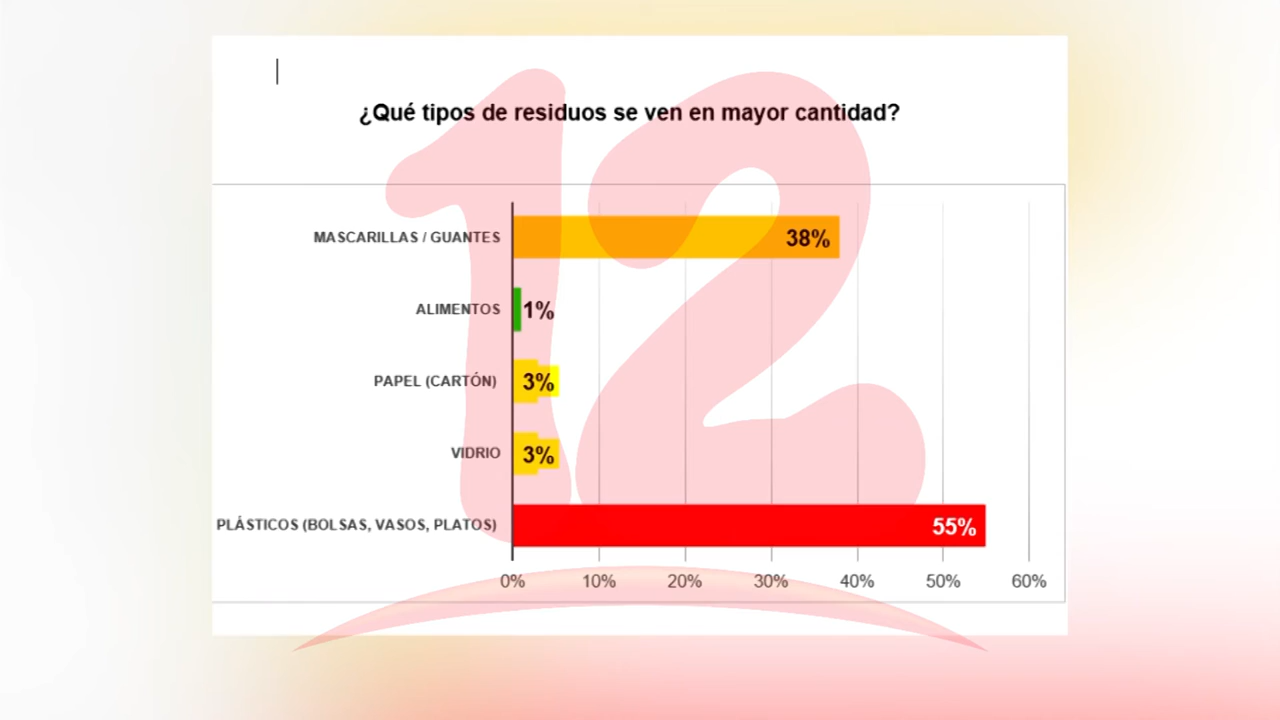 ¿Qué tipos de residuos se ven en mayor cantidad?
MASCARILLAS / GUANTES 38%
ALIMENTOS 1%
PAPEL (CARTÓN) 3%
VIDRIO 3%
PLÁSTICOS (BOLSAS, VASOS, PLATOS) 55%
0% 10% 20% 30% 40% 50% 60%
12